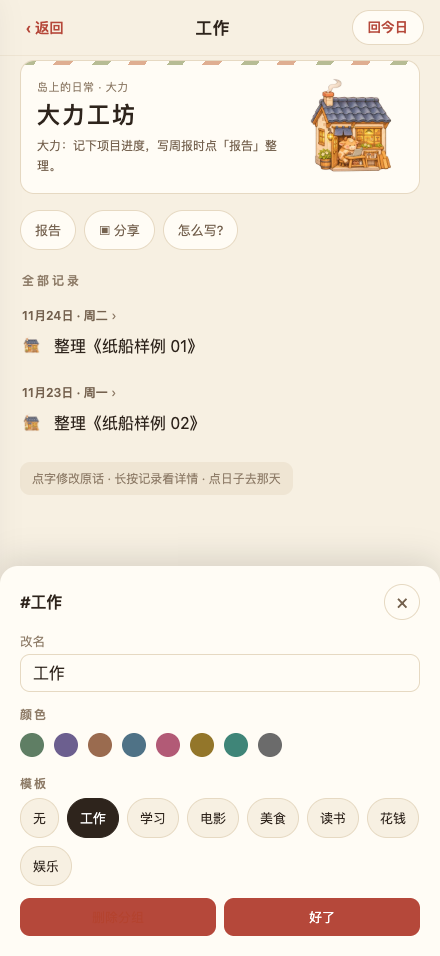 ‹ 返回
工作
回今日
岛上的日常 · 大力
大力工坊
大力：记下项目进度，写周报时点「报告」整
理。
报告
▣ 分享
怎么写?
全部记录
11月24日 · 周二 ›
整理《纸船样例 01》
11月23日 · 周一 ›
整理《纸船样例 02》
点字修改原话 · 长按记录看详情 · 点日子去那天
#工作
×
改名
工作
颜色
模板
无
工作
学习
电影
美食
读书
花钱
娱乐
好了